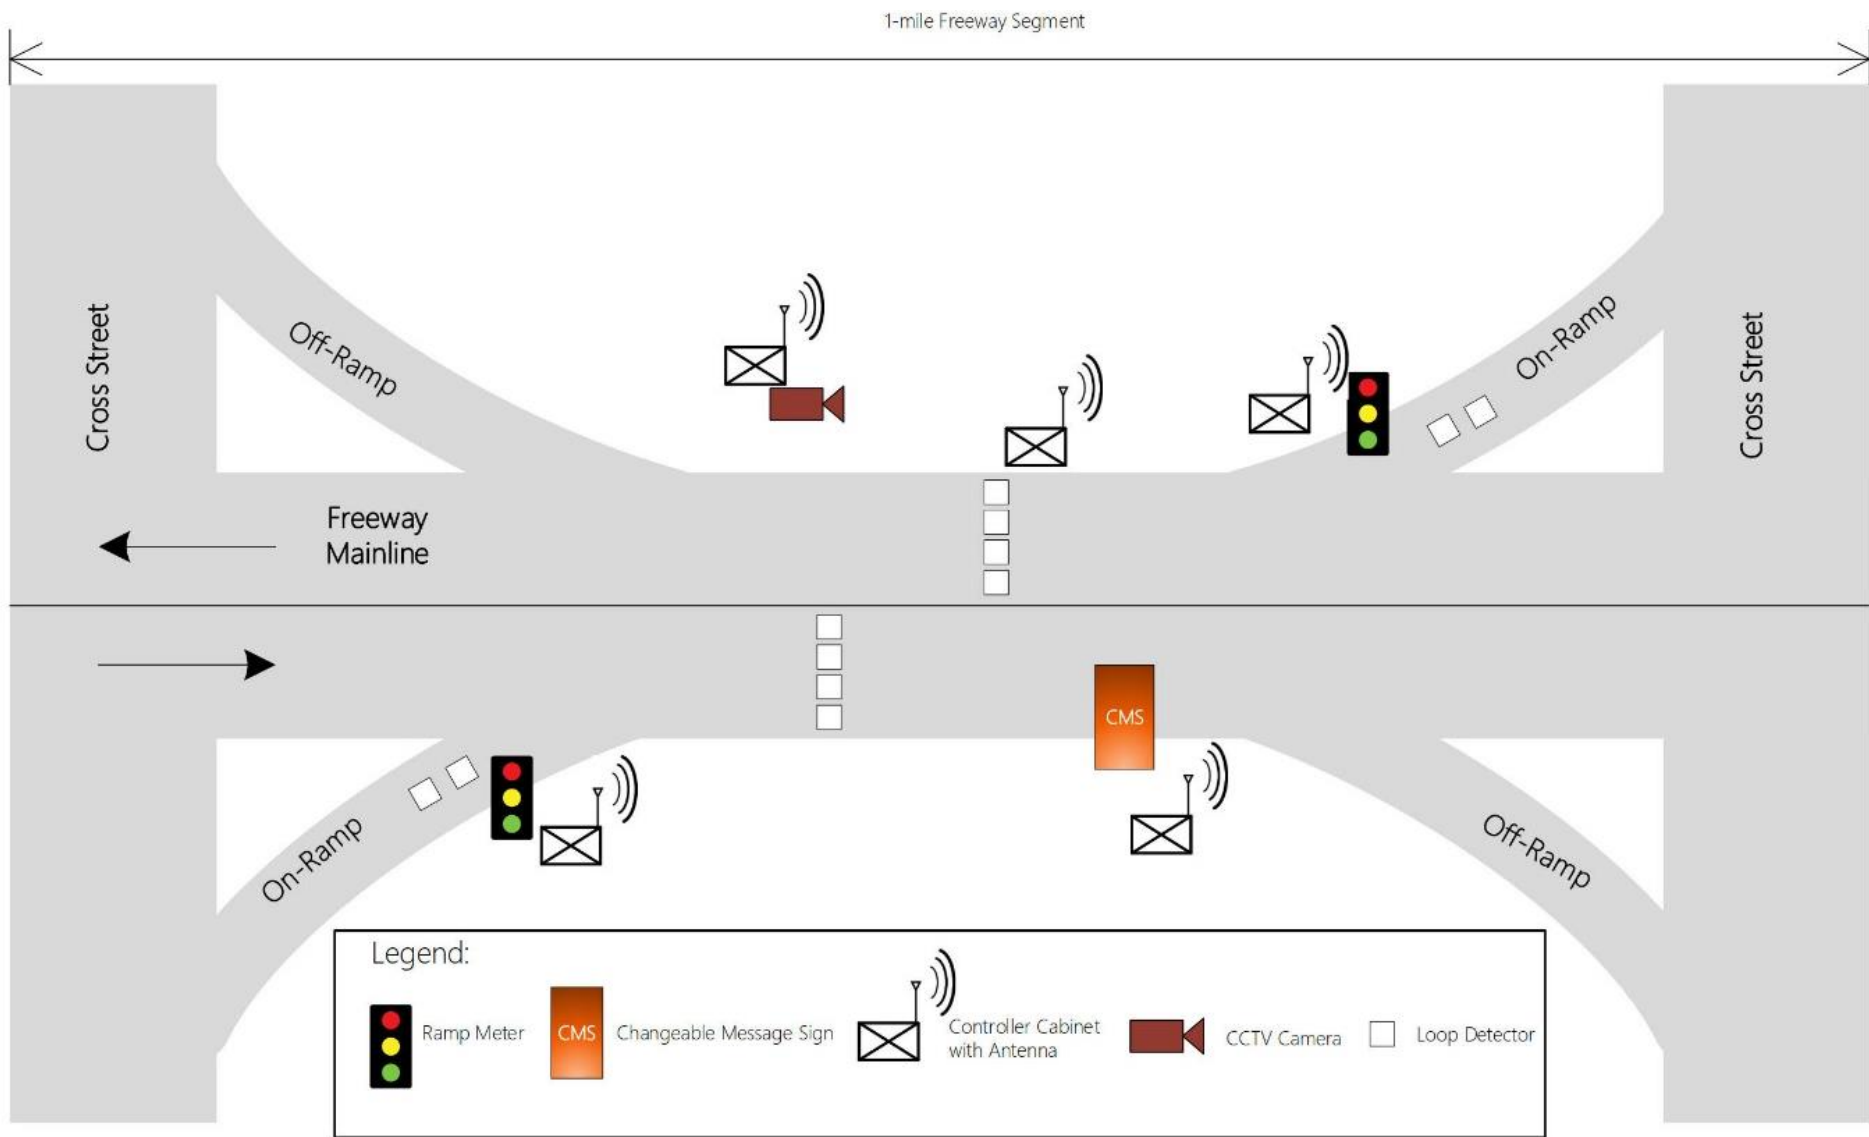 1-mile Freeway Segment
Cross Street
Off-Ramp
On-Ramp
Cross Street
Freeway
Mainline
CMS
On-Ramp
Off-Ramp
Legend:
Ramp Meter
CMS
Changeable Message Sign
Controller Cabinet
with Antenna
CCTV Camera
Loop Detector